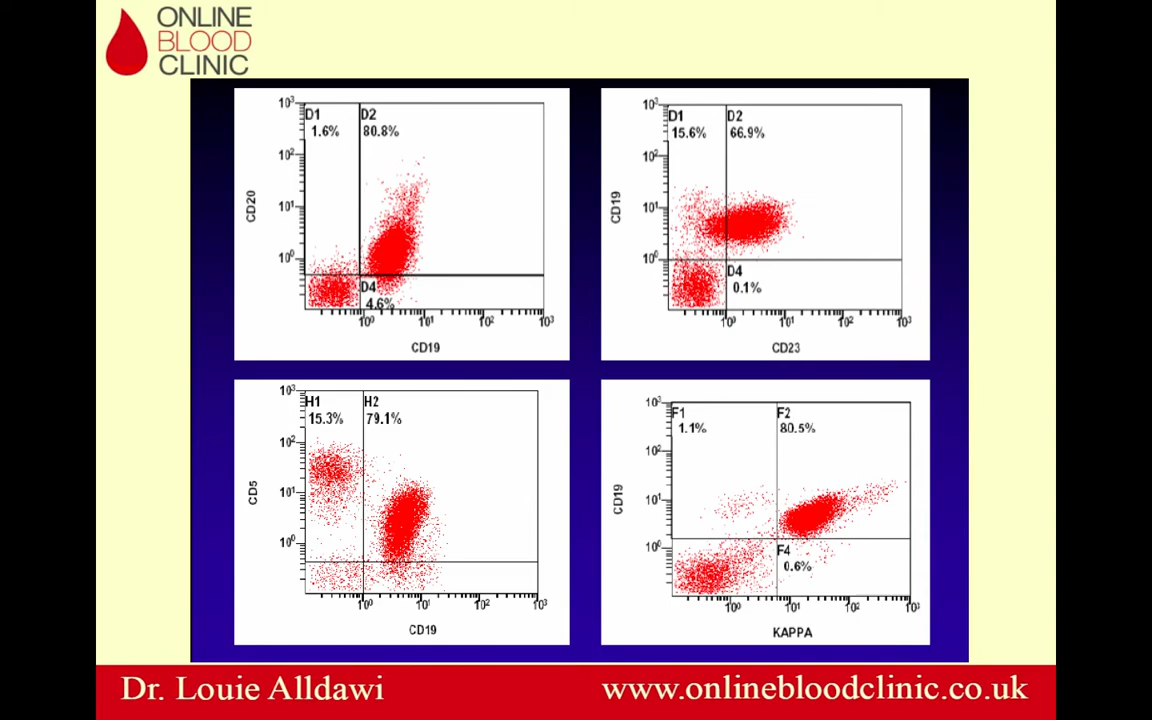 ONLINE
BLOOD
CLINIC
10³
D1
D2
1.6%
80.8%
10²
CD20
10¹
10⁰
D4
4.6%
10⁰ 10¹ 10² 10³
CD19
10³
D1
D2
15.6%
66.9%
10²
CD19
10¹
10⁰
D4
0.1%
10⁰ 10¹ 10² 10³
CD23
10³
H1
H2
15.3%
79.1%
10²
CD5
10¹
10⁰
10⁰ 10¹ 10² 10³
CD19
10³
F1
F2
1.1%
80.5%
10²
CD19
10¹
10⁰
F4
0.6%
10⁰ 10¹ 10² 10³
KAPPA
Dr. Louie Alldawi
www.onlinebloodclinic.co.uk